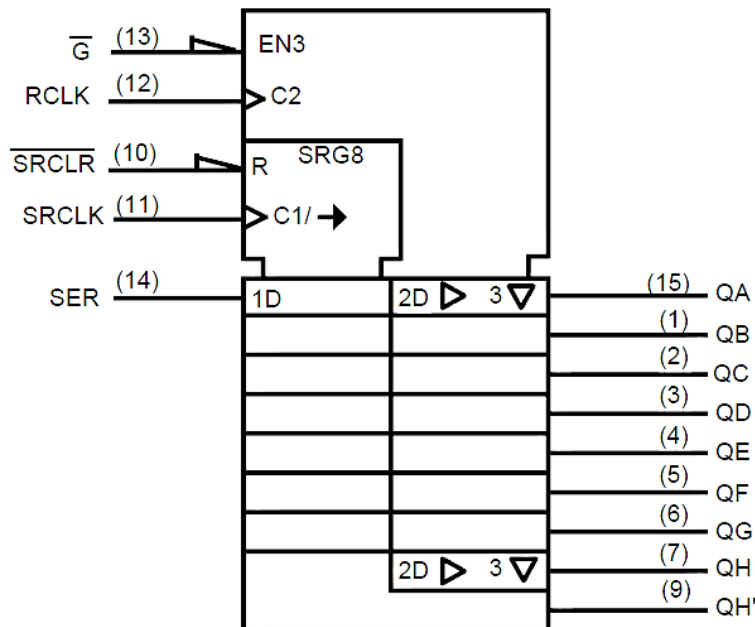 G̅ (13) EN3
RCLK (12) C2
S̅R̅C̅L̅R̅ (10) R SRG8
SRCLK (11) C1/ →
SER (14) 1D 2D ▷ 3 ▽ (15) QA
(1) QB
(2) QC
(3) QD
(4) QE
(5) QF
(6) QG
2D ▷ 3 ▽ (7) QH
(9) QH'